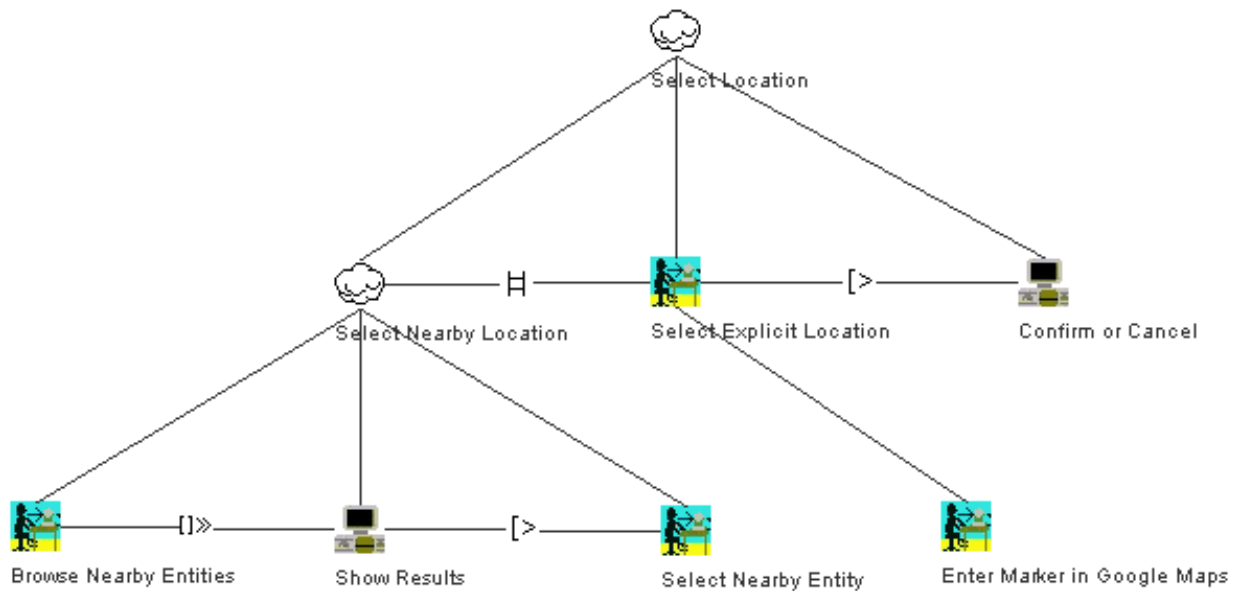 Select Location
[>
Select Nearby Location
Select Explicit Location
Confirm or Cancel
[]»
[>
Browse Nearby Entities
Show Results
Select Nearby Entity
Enter Marker in Google Maps